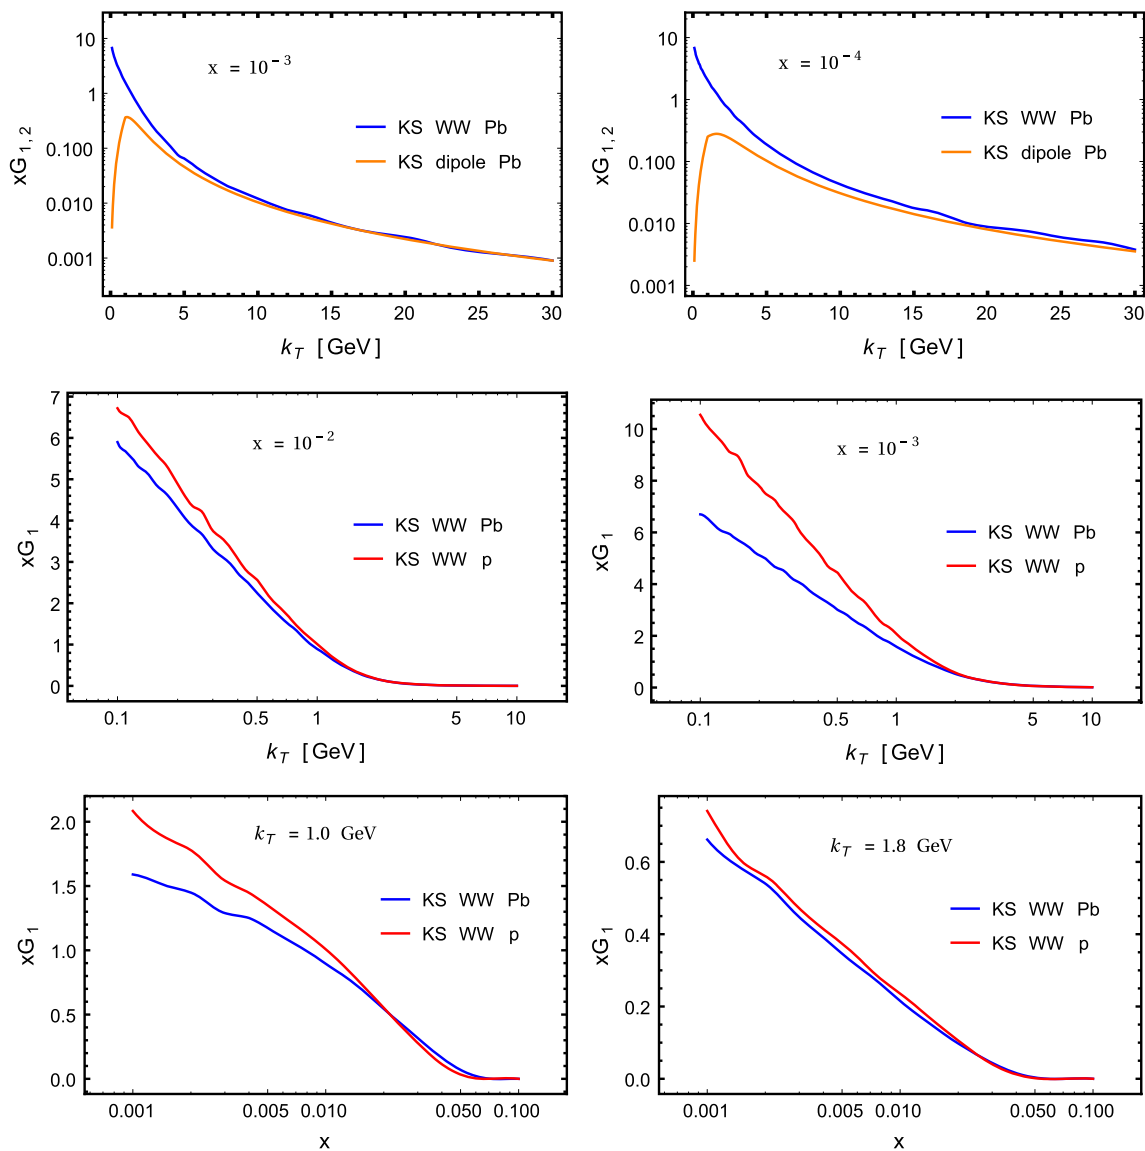 x = 10⁻³
KS WW Pb
KS dipole Pb
xG₁,₂
10
1
0.100
0.010
0.001
0 5 10 15 20 25 30
k_T [GeV]
x = 10⁻⁴
KS WW Pb
KS dipole Pb
xG₁,₂
10
1
0.100
0.010
0.001
0 5 10 15 20 25 30
k_T [GeV]
x = 10⁻²
KS WW Pb
KS WW p
xG₁
7
6
5
4
3
2
1
0
0.1 0.5 1 5 10
k_T [GeV]
x = 10⁻³
KS WW Pb
KS WW p
xG₁
10
8
6
4
2
0
0.1 0.5 1 5 10
k_T [GeV]
k_T = 1.0 GeV
KS WW Pb
KS WW p
xG₁
2.0
1.5
1.0
0.5
0.0
0.001 0.005 0.010 0.050 0.100
x
k_T = 1.8 GeV
KS WW Pb
KS WW p
xG₁
0.6
0.4
0.2
0.0
0.001 0.005 0.010 0.050 0.100
x